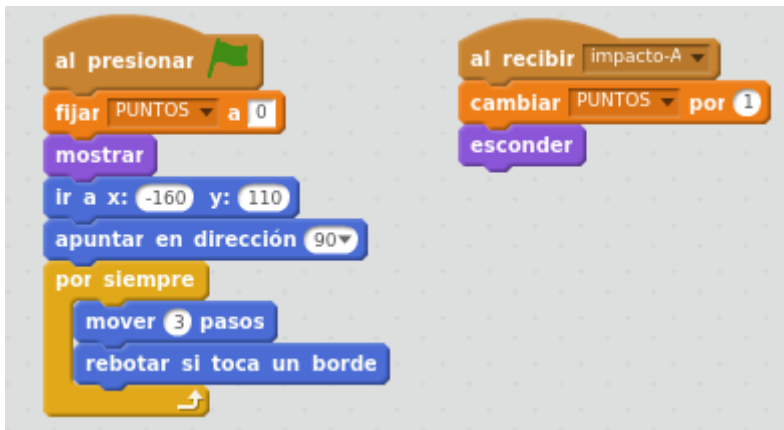 al presionar
fijar PUNTOS a 0
mostrar
ir a x: -160 y: 110
apuntar en dirección 90
por siempre
mover 3 pasos
rebotar si toca un borde
al recibir impacto-A
cambiar PUNTOS por 1
esconder